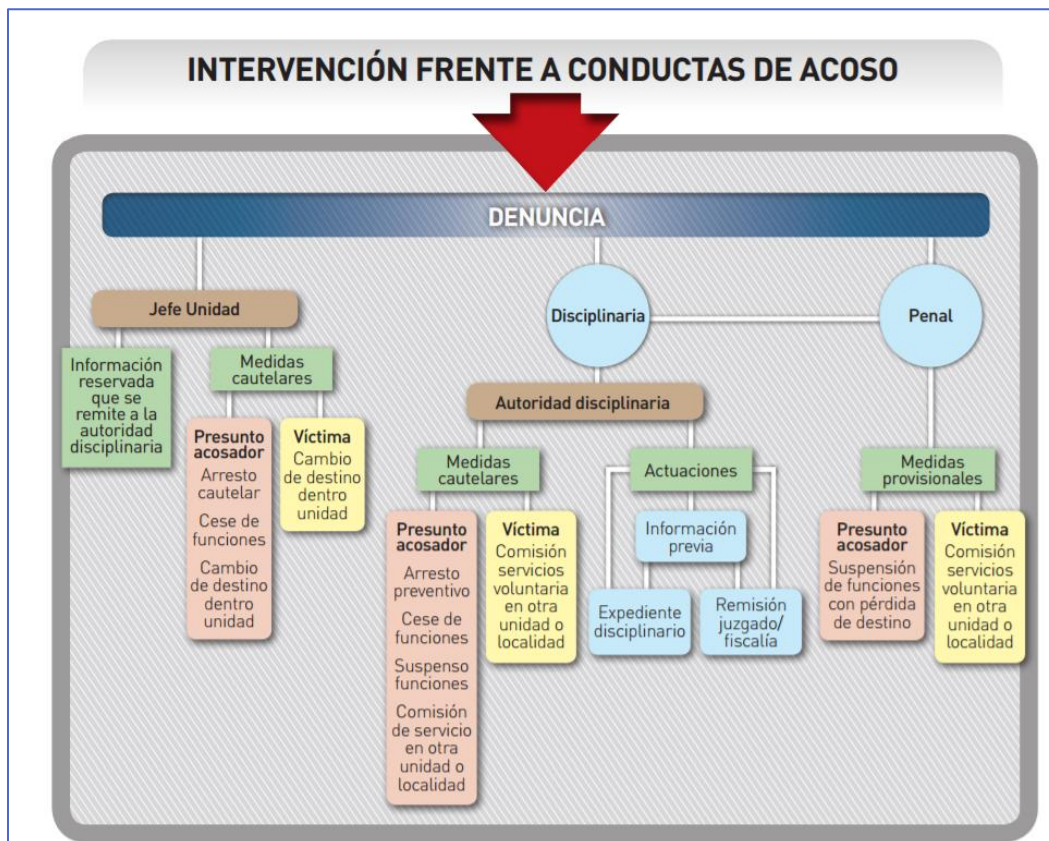 INTERVENCIÓN FRENTE A CONDUCTAS DE ACOSO
DENUNCIA
Jefe Unidad
Información
reservada
que se
remite a la
autoridad
disciplinaria
Medidas
cautelares
Presunto
acosador
Arresto
cautelar
Cese de
funciones
Cambio
de destino
dentro
unidad
Víctima
Cambio
de destino
dentro
unidad
Disciplinaria
Autoridad disciplinaria
Medidas
cautelares
Presunto
acosador
Arresto
preventivo
Cese de
funciones
Suspenso
funciones
Comisión
de servicio
en otra
unidad o
localidad
Víctima
Comisión
servicios
voluntaria
en otra
unidad o
localidad
Actuaciones
Información
previa
Expediente
disciplinario
Remisión
juzgado/
fiscalía
Penal
Medidas
provisionales
Presunto
acosador
Suspensión
de funciones
con pérdida
de destino
Víctima
Comisión
servicios
voluntaria
en otra
unidad o
localidad